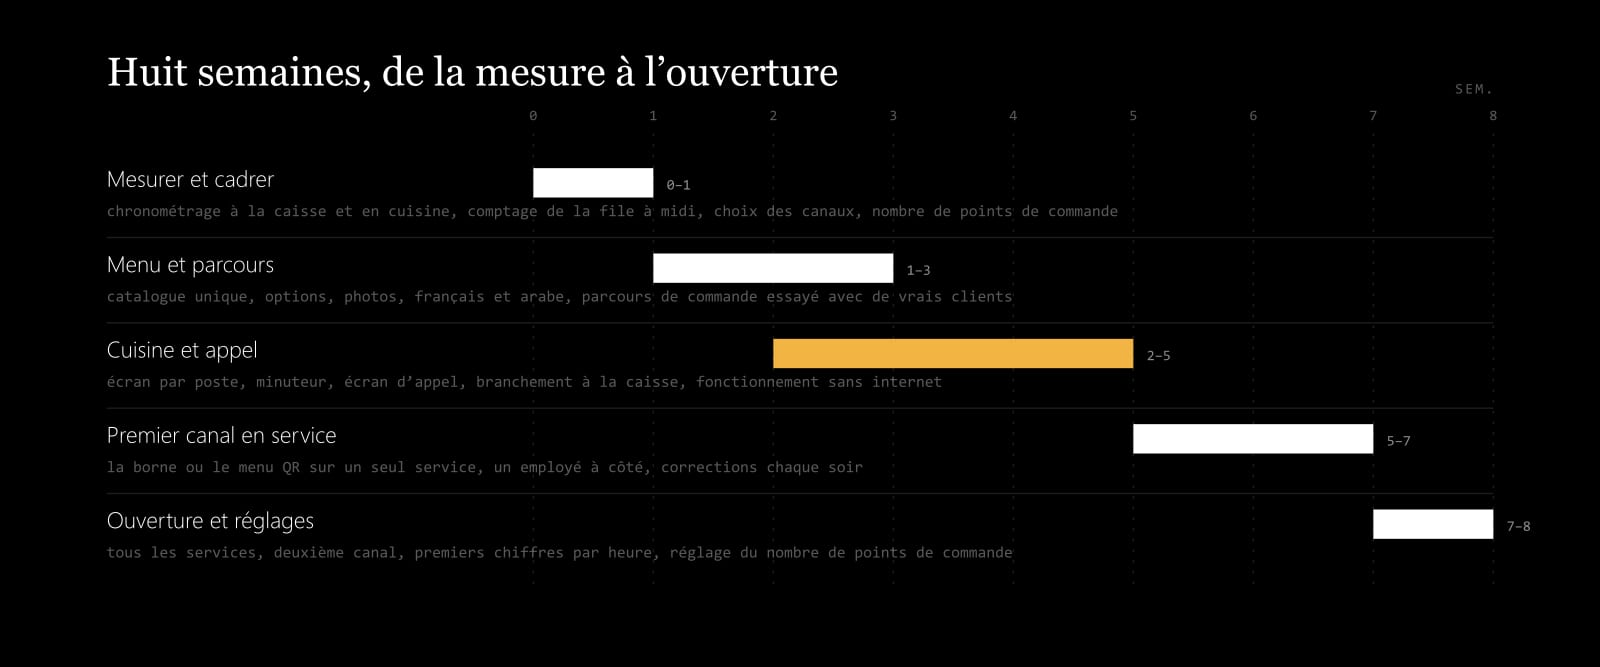 Huit semaines, de la mesure à l’ouverture
SEM.
0 1 2 3 4 5 6 7 8
Mesurer et cadrer
0–1
chronométrage à la caisse et en cuisine, comptage de la file à midi, choix des canaux, nombre de points de commande
Menu et parcours
1–3
catalogue unique, options, photos, français et arabe, parcours de commande essayé avec de vrais clients
Cuisine et appel
2–5
écran par poste, minuteur, écran d’appel, branchement à la caisse, fonctionnement sans internet
Premier canal en service
5–7
la borne ou le menu QR sur un seul service, un employé à côté, corrections chaque soir
Ouverture et réglages
7–8
tous les services, deuxième canal, premiers chiffres par heure, réglage du nombre de points de commande